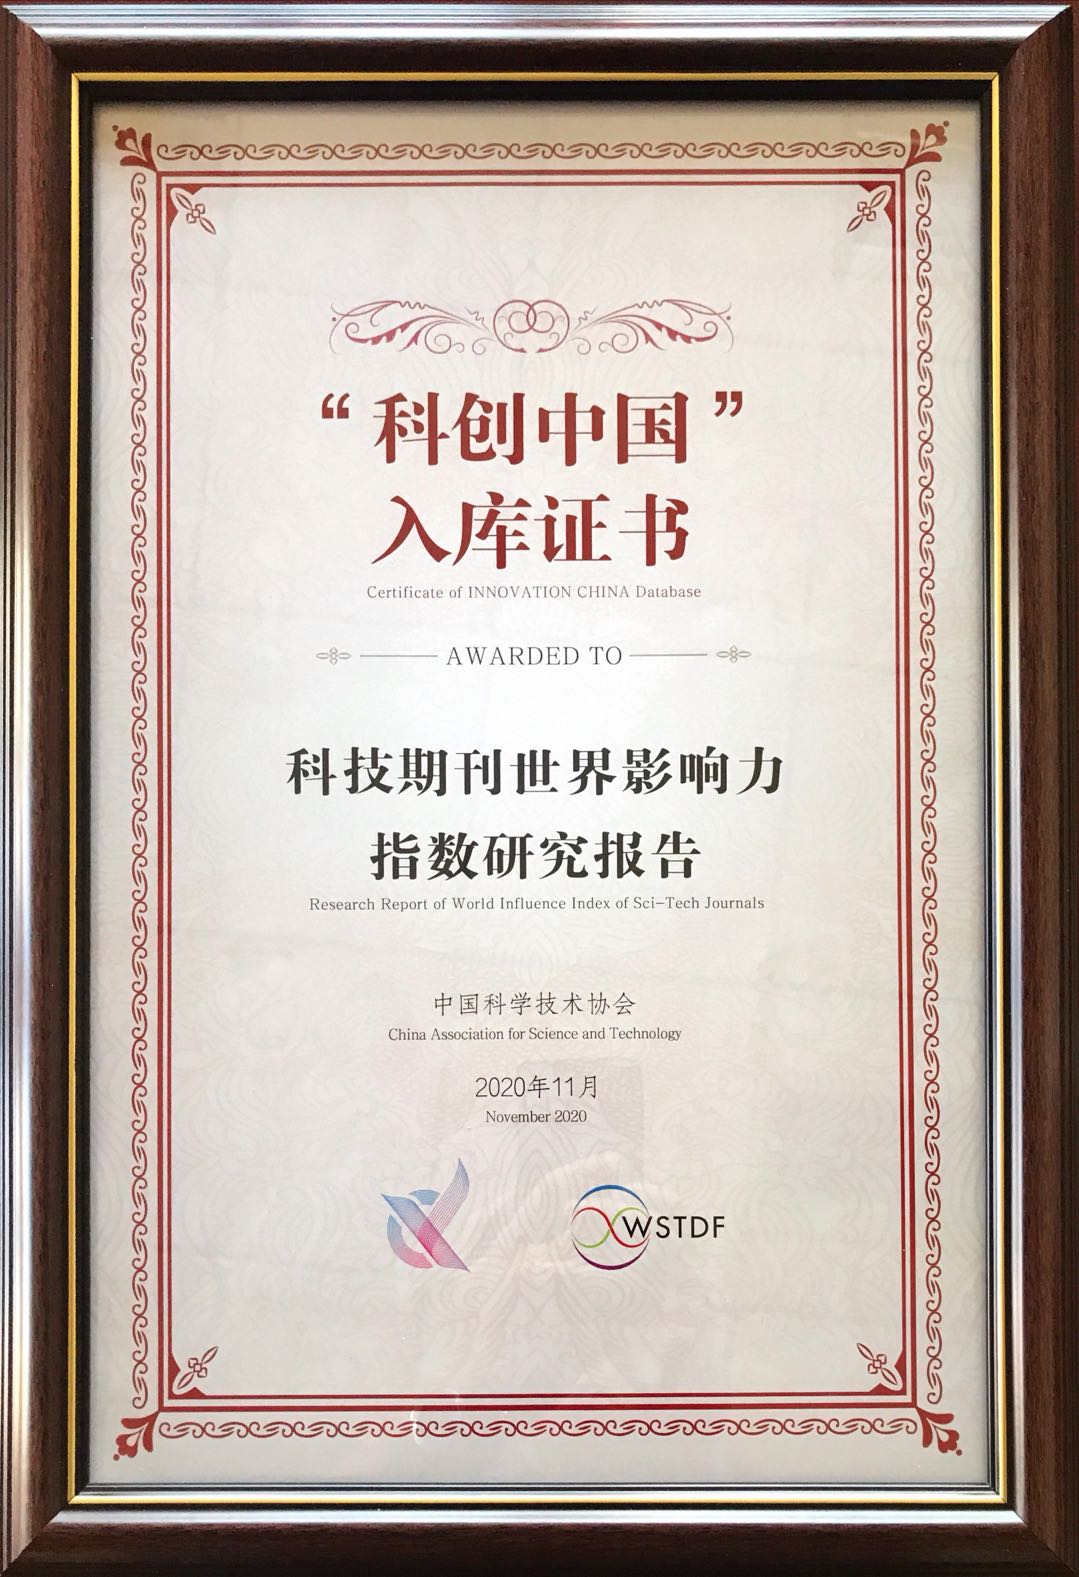 “科创中国”
入库证书
Certificate of INNOVATION CHINA Database
AWARDED TO
科技期刊世界影响力
指数研究报告
Research Report of World Influence Index of Sci-Tech Journals
中国科学技术协会
China Association for Science and Technology
2020年11月
November 2020
WSTDF